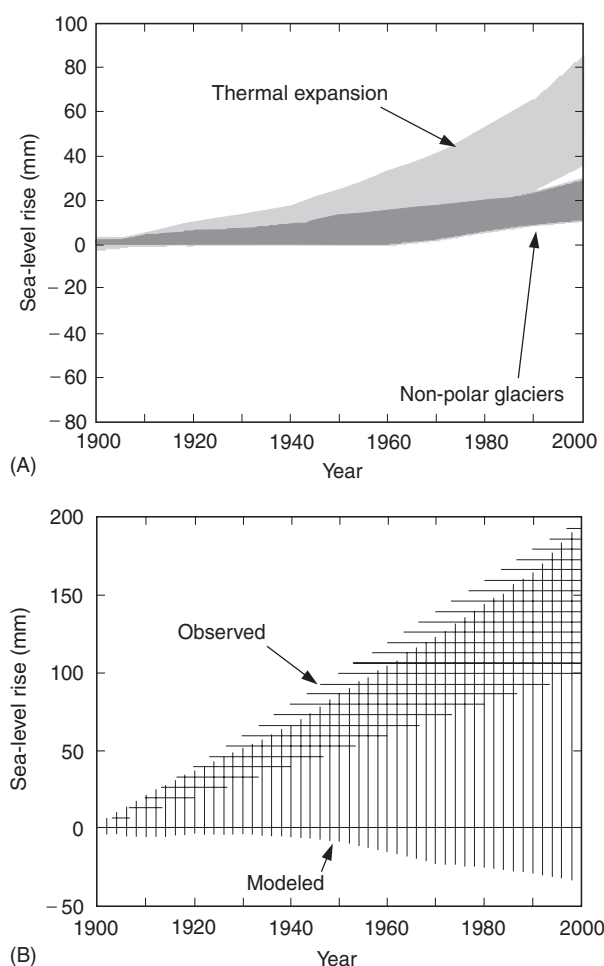 100
80
60
40
20
0
−20
−40
−60
−80
Sea-level rise (mm)
Thermal expansion
Non-polar glaciers
1900 1920 1940 1960 1980 2000
Year
(A)
200
150
100
50
0
−50
Sea-level rise (mm)
Observed
Modeled
1900 1920 1940 1960 1980 2000
Year
(B)